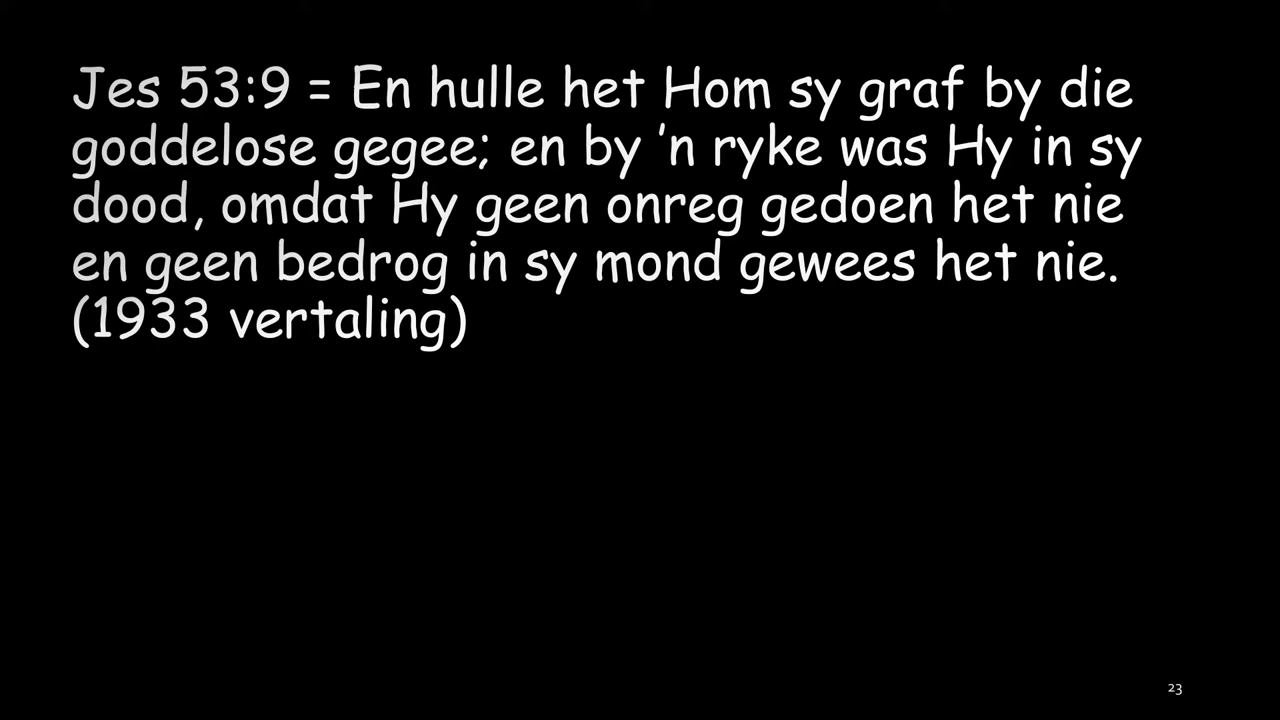 Jes 53:9 = En hulle het Hom sy graf by die
goddelose gegee; en by ’n ryke was Hy in sy
dood, omdat Hy geen onreg gedoen het nie
en geen bedrog in sy mond gewees het nie.
(1933 vertaling)
23